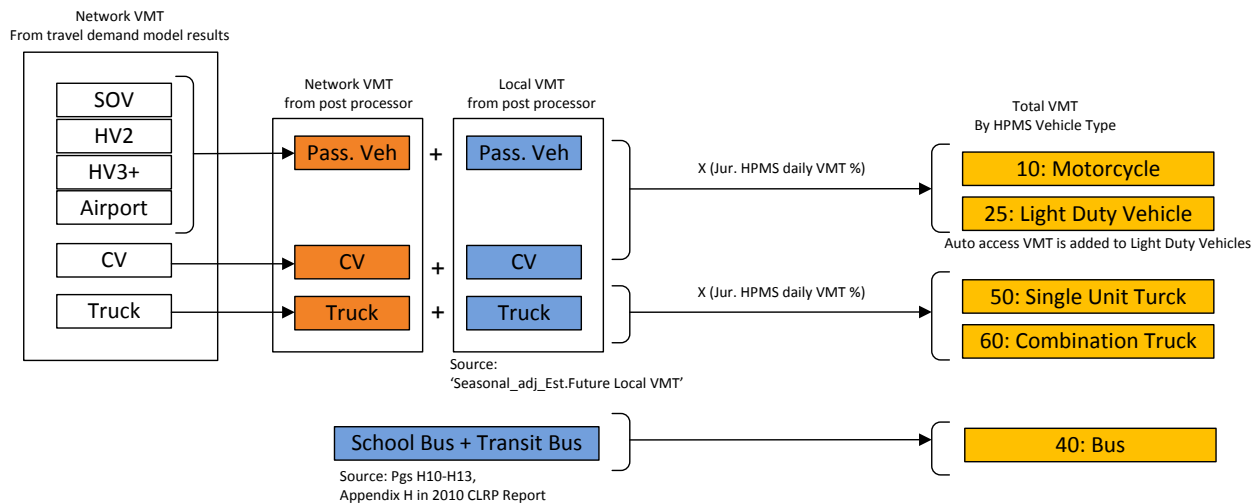 Network VMT
From travel demand model results
SOV
HV2
HV3+
Airport
CV
Truck
Network VMT
from post processor
Pass. Veh
CV
Truck
+
+
+
Local VMT
from post processor
Pass. Veh
CV
Truck
Source:
‘Seasonal_adj_Est.Future Local VMT’
X (Jur. HPMS daily VMT %)
X (Jur. HPMS daily VMT %)
Total VMT
By HPMS Vehicle Type
10: Motorcycle
25: Light Duty Vehicle
Auto access VMT is added to Light Duty Vehicles
50: Single Unit Turck
60: Combination Truck
School Bus + Transit Bus
Source: Pgs H10-H13,
Appendix H in 2010 CLRP Report
40: Bus